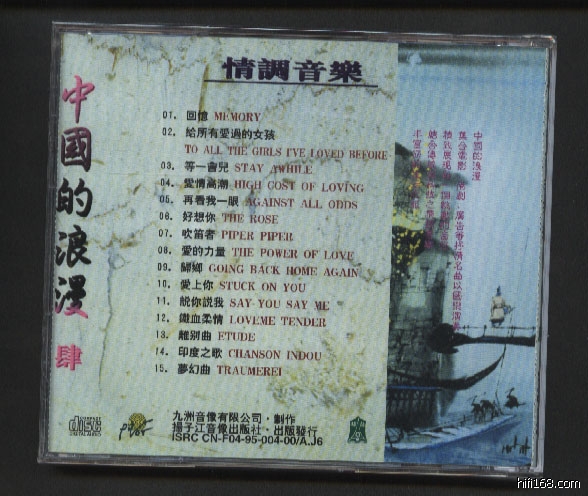 情調音樂
中國的浪漫 肆
01. 回憶 MEMORY
02. 給所有愛過的女孩
TO ALL THE GIRLS I'VE LOVED BEFORE
03. 等一會兒 STAY AWHILE
04. 愛情高潮 HIGH COST OF LOVING
05. 再看我一眼 AGAINST ALL ODDS
06. 好想你 THE ROSE
07. 吹笛者 PIPER PIPER
08. 愛的力量 THE POWER OF LOVE
09. 歸鄉 GOING BACK HOME AGAIN
10. 愛上你 STUCK ON YOU
11. 説你説我 SAY YOU SAY ME
12. 鐵血柔情 LOVEME TENDER
13. 離别曲 ETUDE
14. 印度之歌 CHANSON INDOU
15. 夢幻曲 TRAUMEREI
中國的浪漫
九洲音像有限公司·製作
揚子江音像出版社·出版發行
ISRC CN-F04-95-004-00/A.J6
disc
hifi168.com